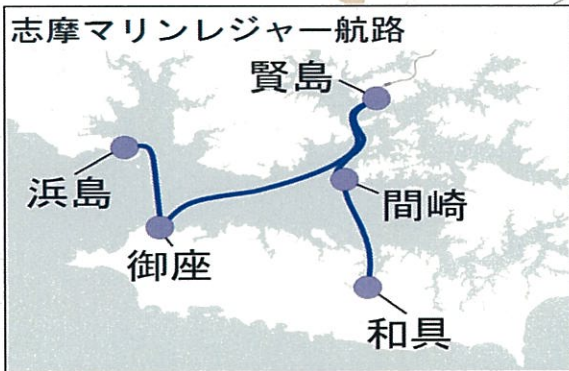 志摩マリンレジャー航路
賢島
浜島
間崎
御座
和具